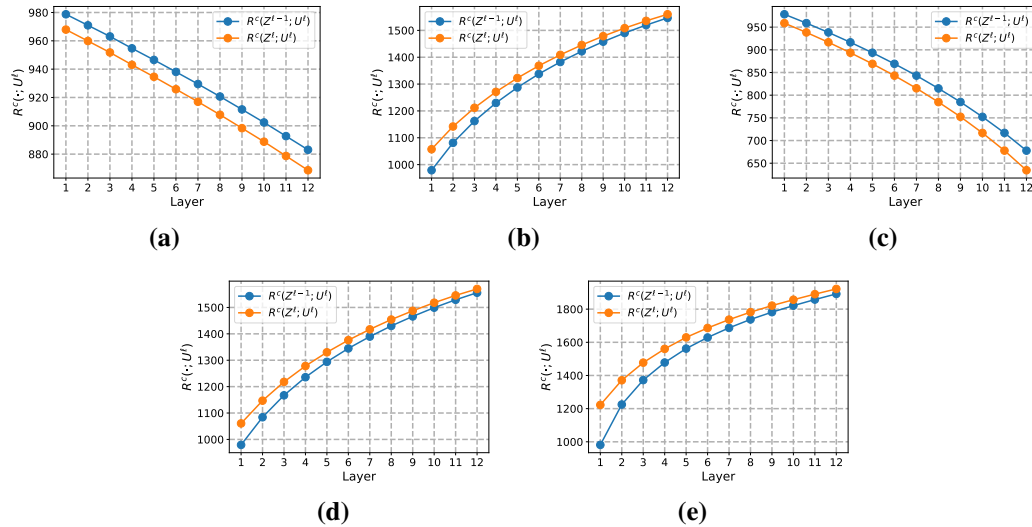 980
960
940
920
900
880
R^c(·; U^ℓ)
R^c(Z^{ℓ−1}; U^ℓ)
R^c(Z^ℓ; U^ℓ)
1 2 3 4 5 6 7 8 9 10 11 12
Layer
(a)
1500
1400
1300
1200
1100
1000
R^c(·; U^ℓ)
R^c(Z^{ℓ−1}; U^ℓ)
R^c(Z^ℓ; U^ℓ)
1 2 3 4 5 6 7 8 9 10 11 12
Layer
(b)
950
900
850
800
750
700
650
R^c(·; U^ℓ)
R^c(Z^{ℓ−1}; U^ℓ)
R^c(Z^ℓ; U^ℓ)
1 2 3 4 5 6 7 8 9 10 11 12
Layer
(c)
1500
1400
1300
1200
1100
1000
R^c(·; U^ℓ)
R^c(Z^{ℓ−1}; U^ℓ)
R^c(Z^ℓ; U^ℓ)
1 2 3 4 5 6 7 8 9 10 11 12
Layer
(d)
1800
1600
1400
1200
1000
R^c(·; U^ℓ)
R^c(Z^{ℓ−1}; U^ℓ)
R^c(Z^ℓ; U^ℓ)
1 2 3 4 5 6 7 8 9 10 11 12
Layer
(e)